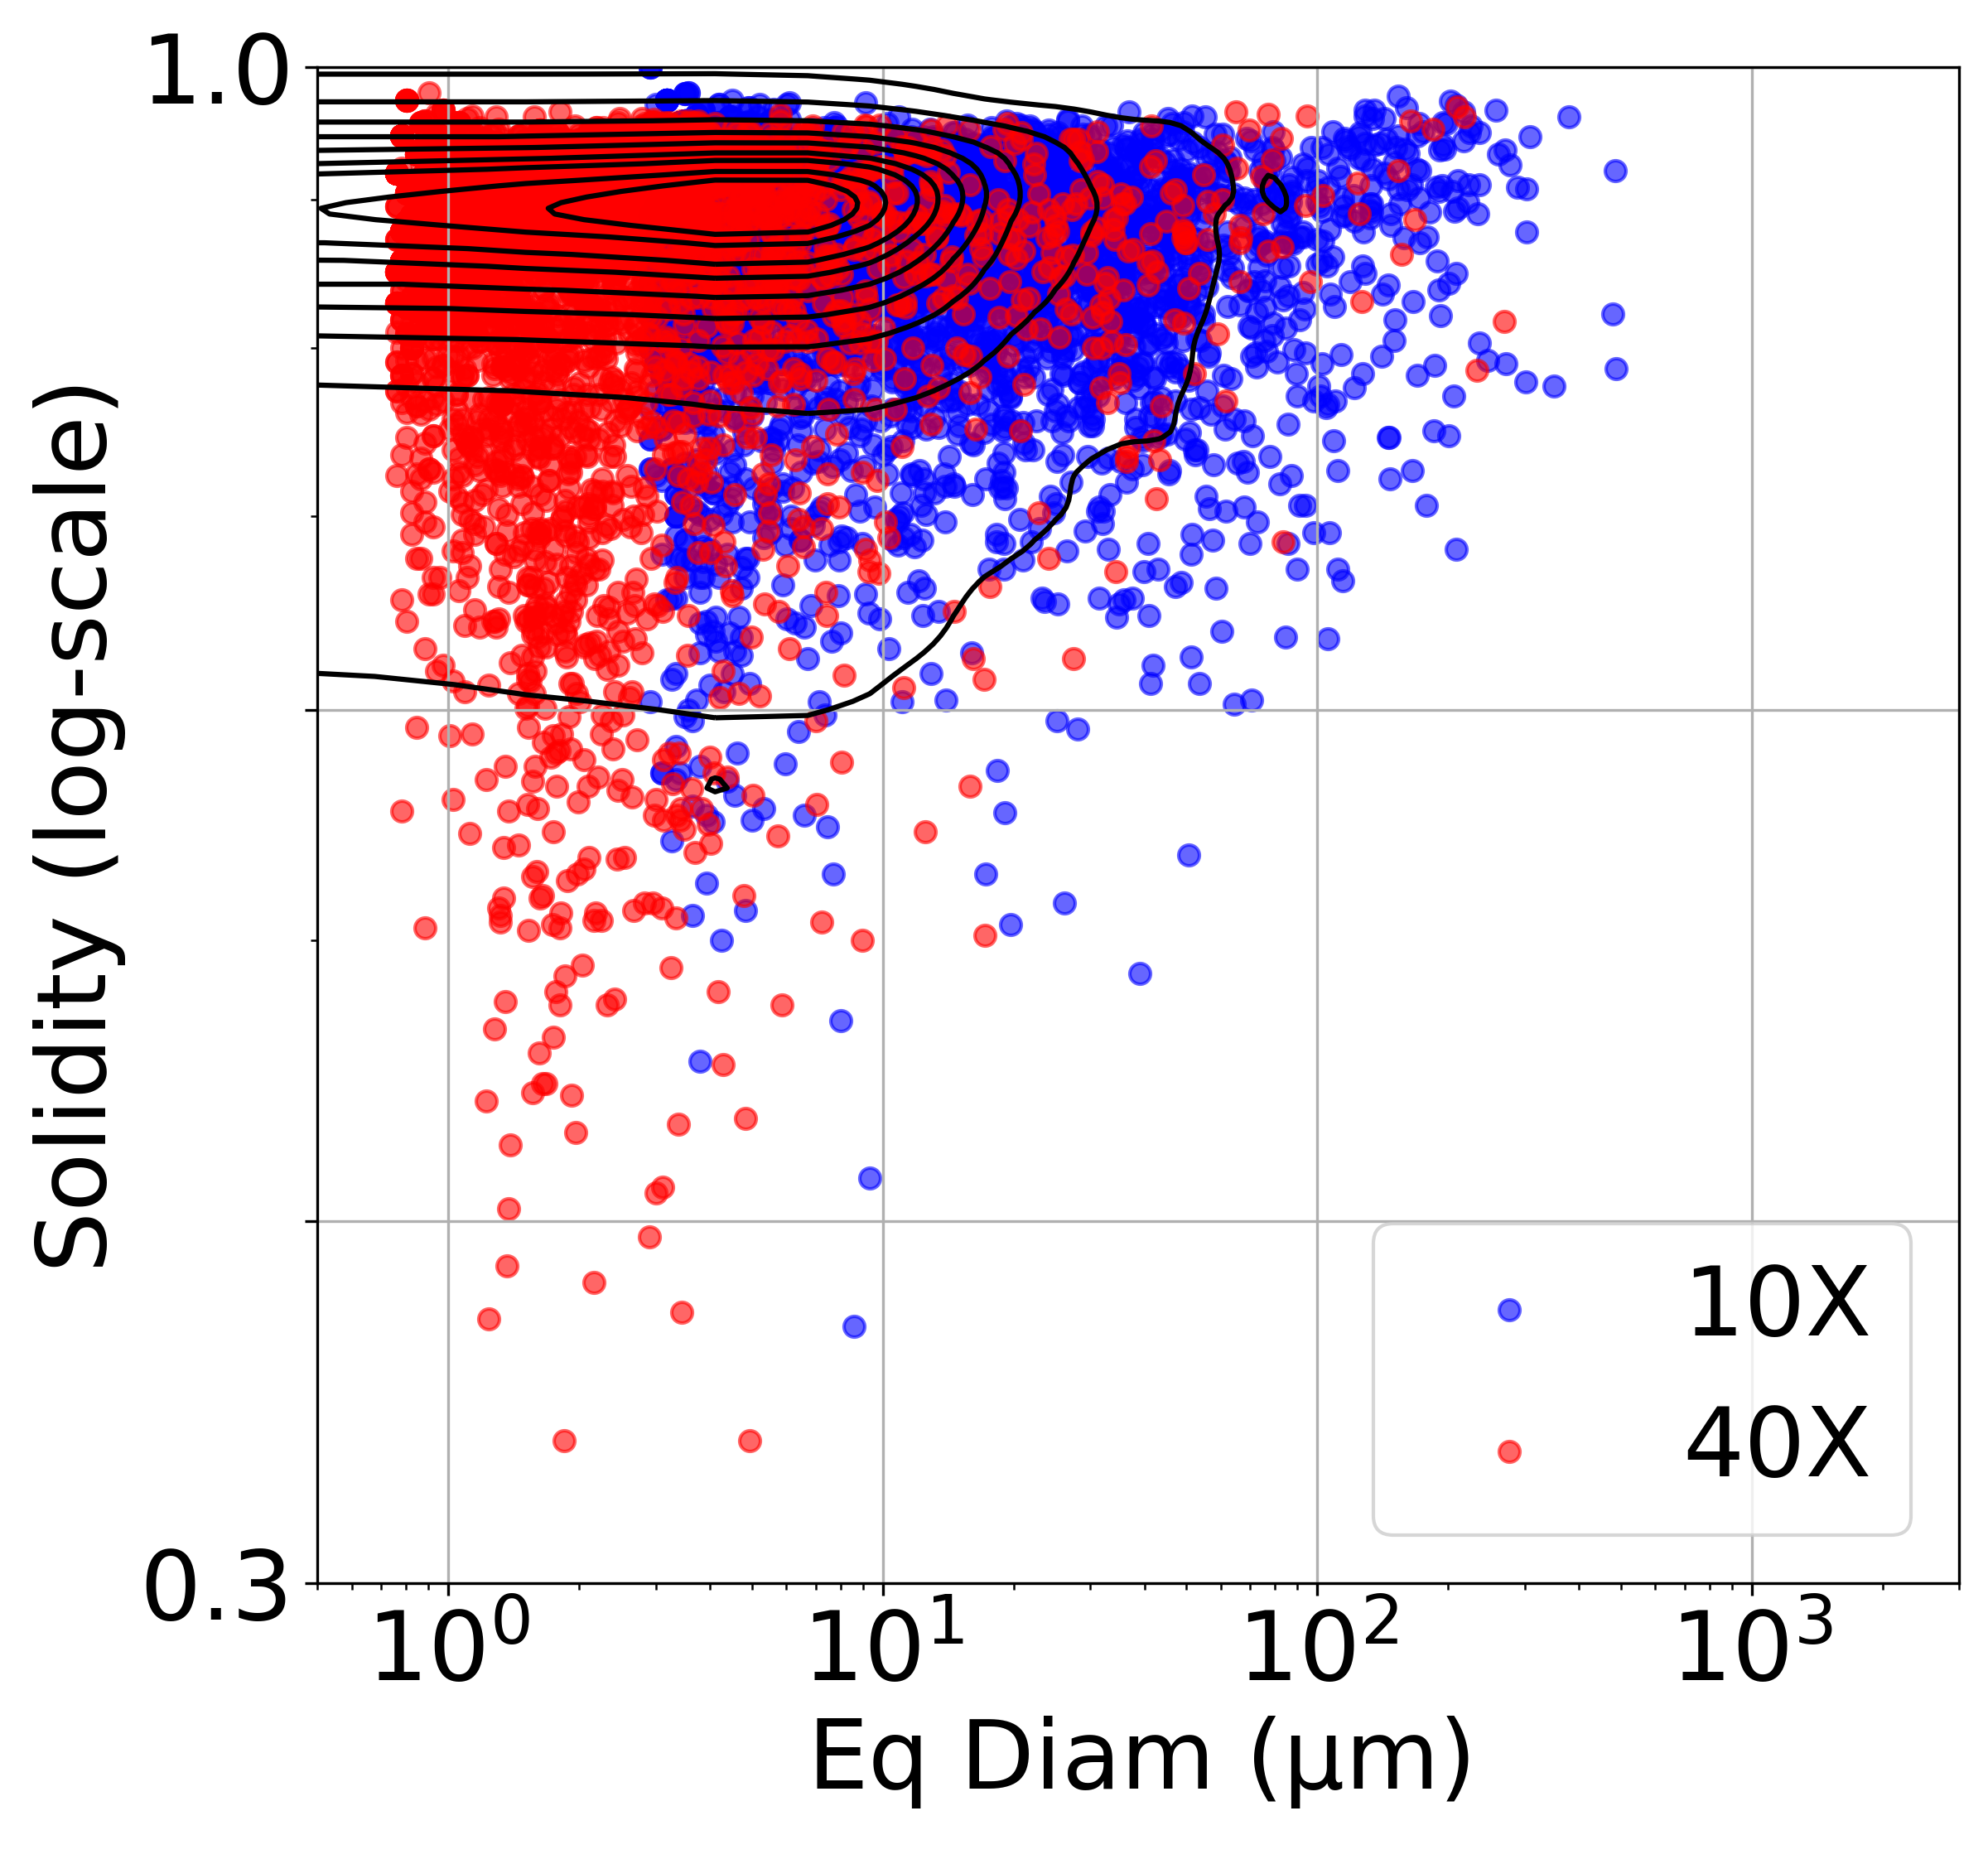 1.0
Solidity (log-scale)
0.3
10X
40X
10⁰ 10¹ 10² 10³
Eq Diam (µm)